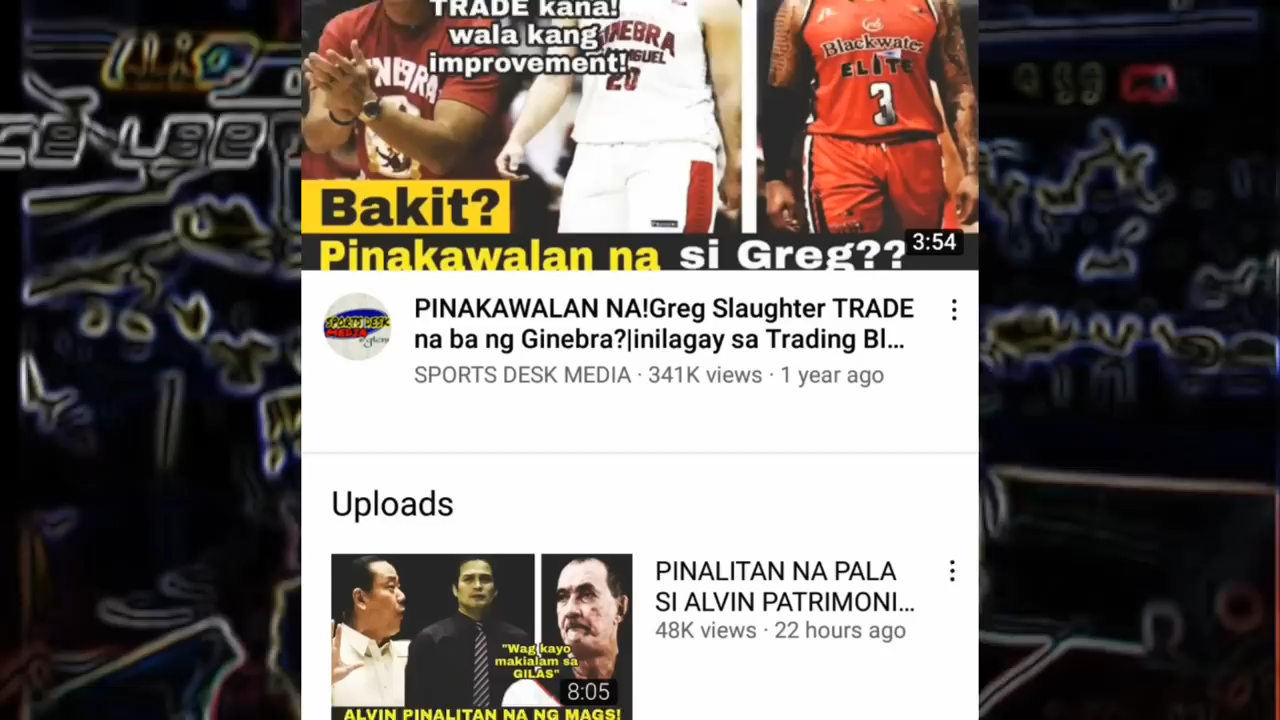 TRADE kana!
wala kang
improvement!
GINEBRA
20
Blackwater
ELITE
3
Bakit?
Pinakawalan na si Greg??
3:54
SPORTS DESK
MEDIA
PINAKAWALAN NA!Greg Slaughter TRADE
na ba ng Ginebra?|inilagay sa Trading Bl...
SPORTS DESK MEDIA · 341K views · 1 year ago
Uploads
"Wag kayo
makialam sa
GILAS"
8:05
ALVIN PINALITAN NA NG MAGS!
PINALITAN NA PALA
SI ALVIN PATRIMONI...
48K views · 22 hours ago